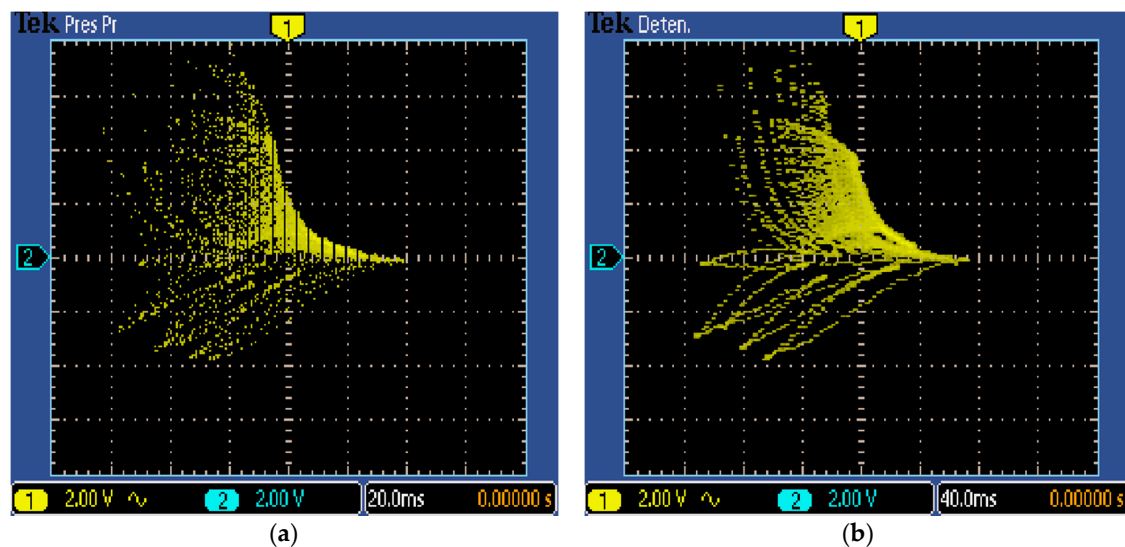 Tek Pres Pr
1
2
1 2.00 V 2 2.00 V 20.0ms 0.00000 s
(a)
Tek Deten.
1
2
1 2.00 V 2 2.00 V 40.0ms 0.00000 s
(b)